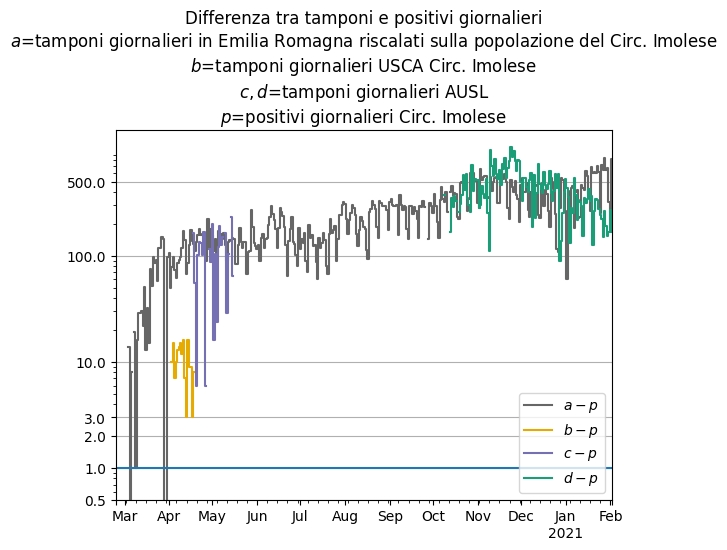 Differenza tra tamponi e positivi giornalieri
a=tamponi giornalieri in Emilia Romagna riscalati sulla popolazione del Circ. Imolese
b=tamponi giornalieri USCA Circ. Imolese
c, d=tamponi giornalieri AUSL
p=positivi giornalieri Circ. Imolese
500.0
100.0
10.0
3.0
2.0
1.0
0.5
a − p
b − p
c − p
d − p
Mar Apr May Jun Jul Aug Sep Oct Nov Dec Jan Feb
2021